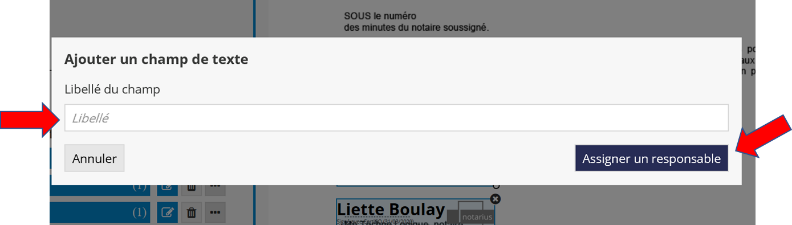 SOUS le numéro
des minutes du notaire soussigné.
Ajouter un champ de texte
Libellé du champ
Libellé
Annuler
Assigner un responsable
(1)
(1)
Liette Boulay
notarius